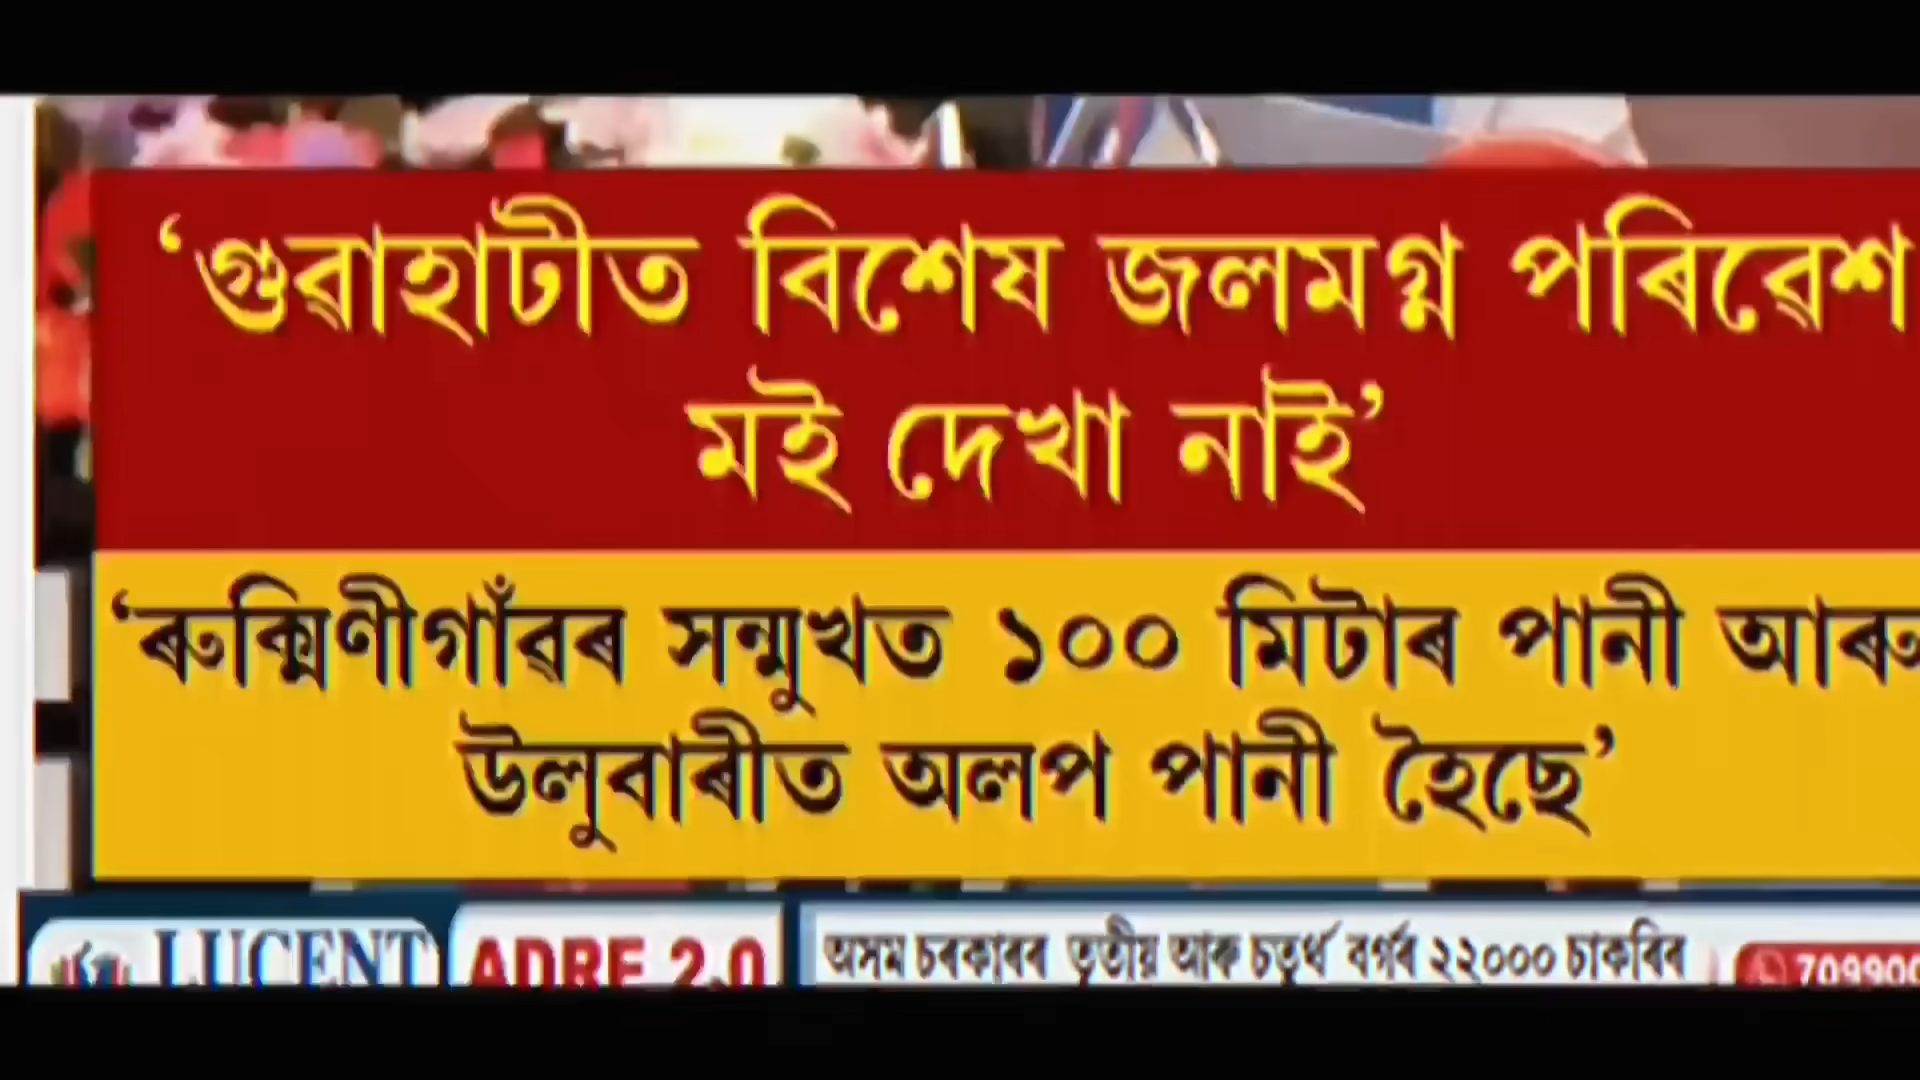 ‘গুৱাহাটীত বিশেষ জলমগ্ন পৰিৱেশ
মই দেখা নাই’
‘ৰুক্মিণীগাঁৱৰ সন্মুখত ১০০ মিটাৰ পানী আৰু
উলুবাৰীত অলপ পানী হৈছে’
LUCENT ADRE 2.0 অসম চৰকাৰৰ তৃতীয় আৰু চতুৰ্থ বৰ্গৰ ২২০০০ চাকৰিৰ 70990